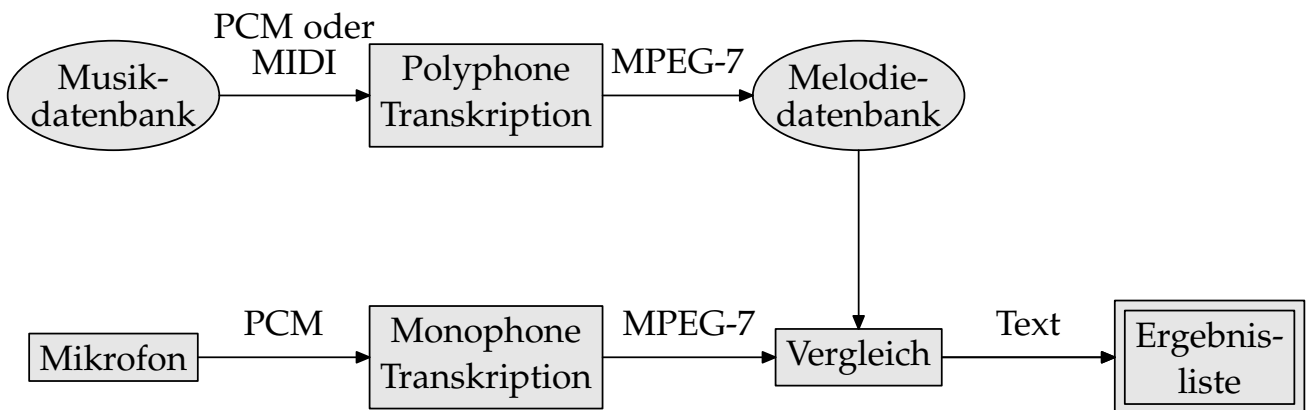 PCM oder
MIDI
Musik-
datenbank
Polyphone
Transkription
MPEG-7
Melodie-
datenbank
Mikrofon
PCM
Monophone
Transkription
MPEG-7
Vergleich
Text
Ergebnis-
liste